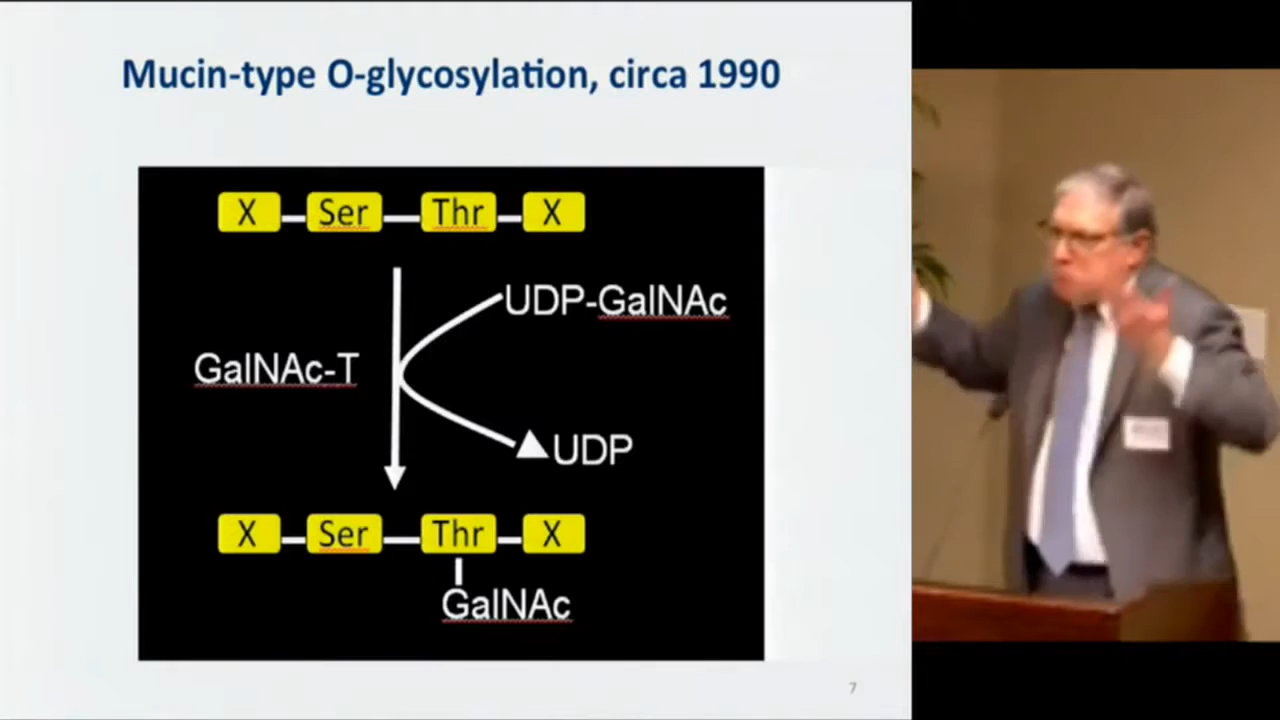 Mucin-type O-glycosylation, circa 1990
X Ser Thr X
UDP-GalNAc
GalNAc-T
UDP
X Ser Thr X
GalNAc
7